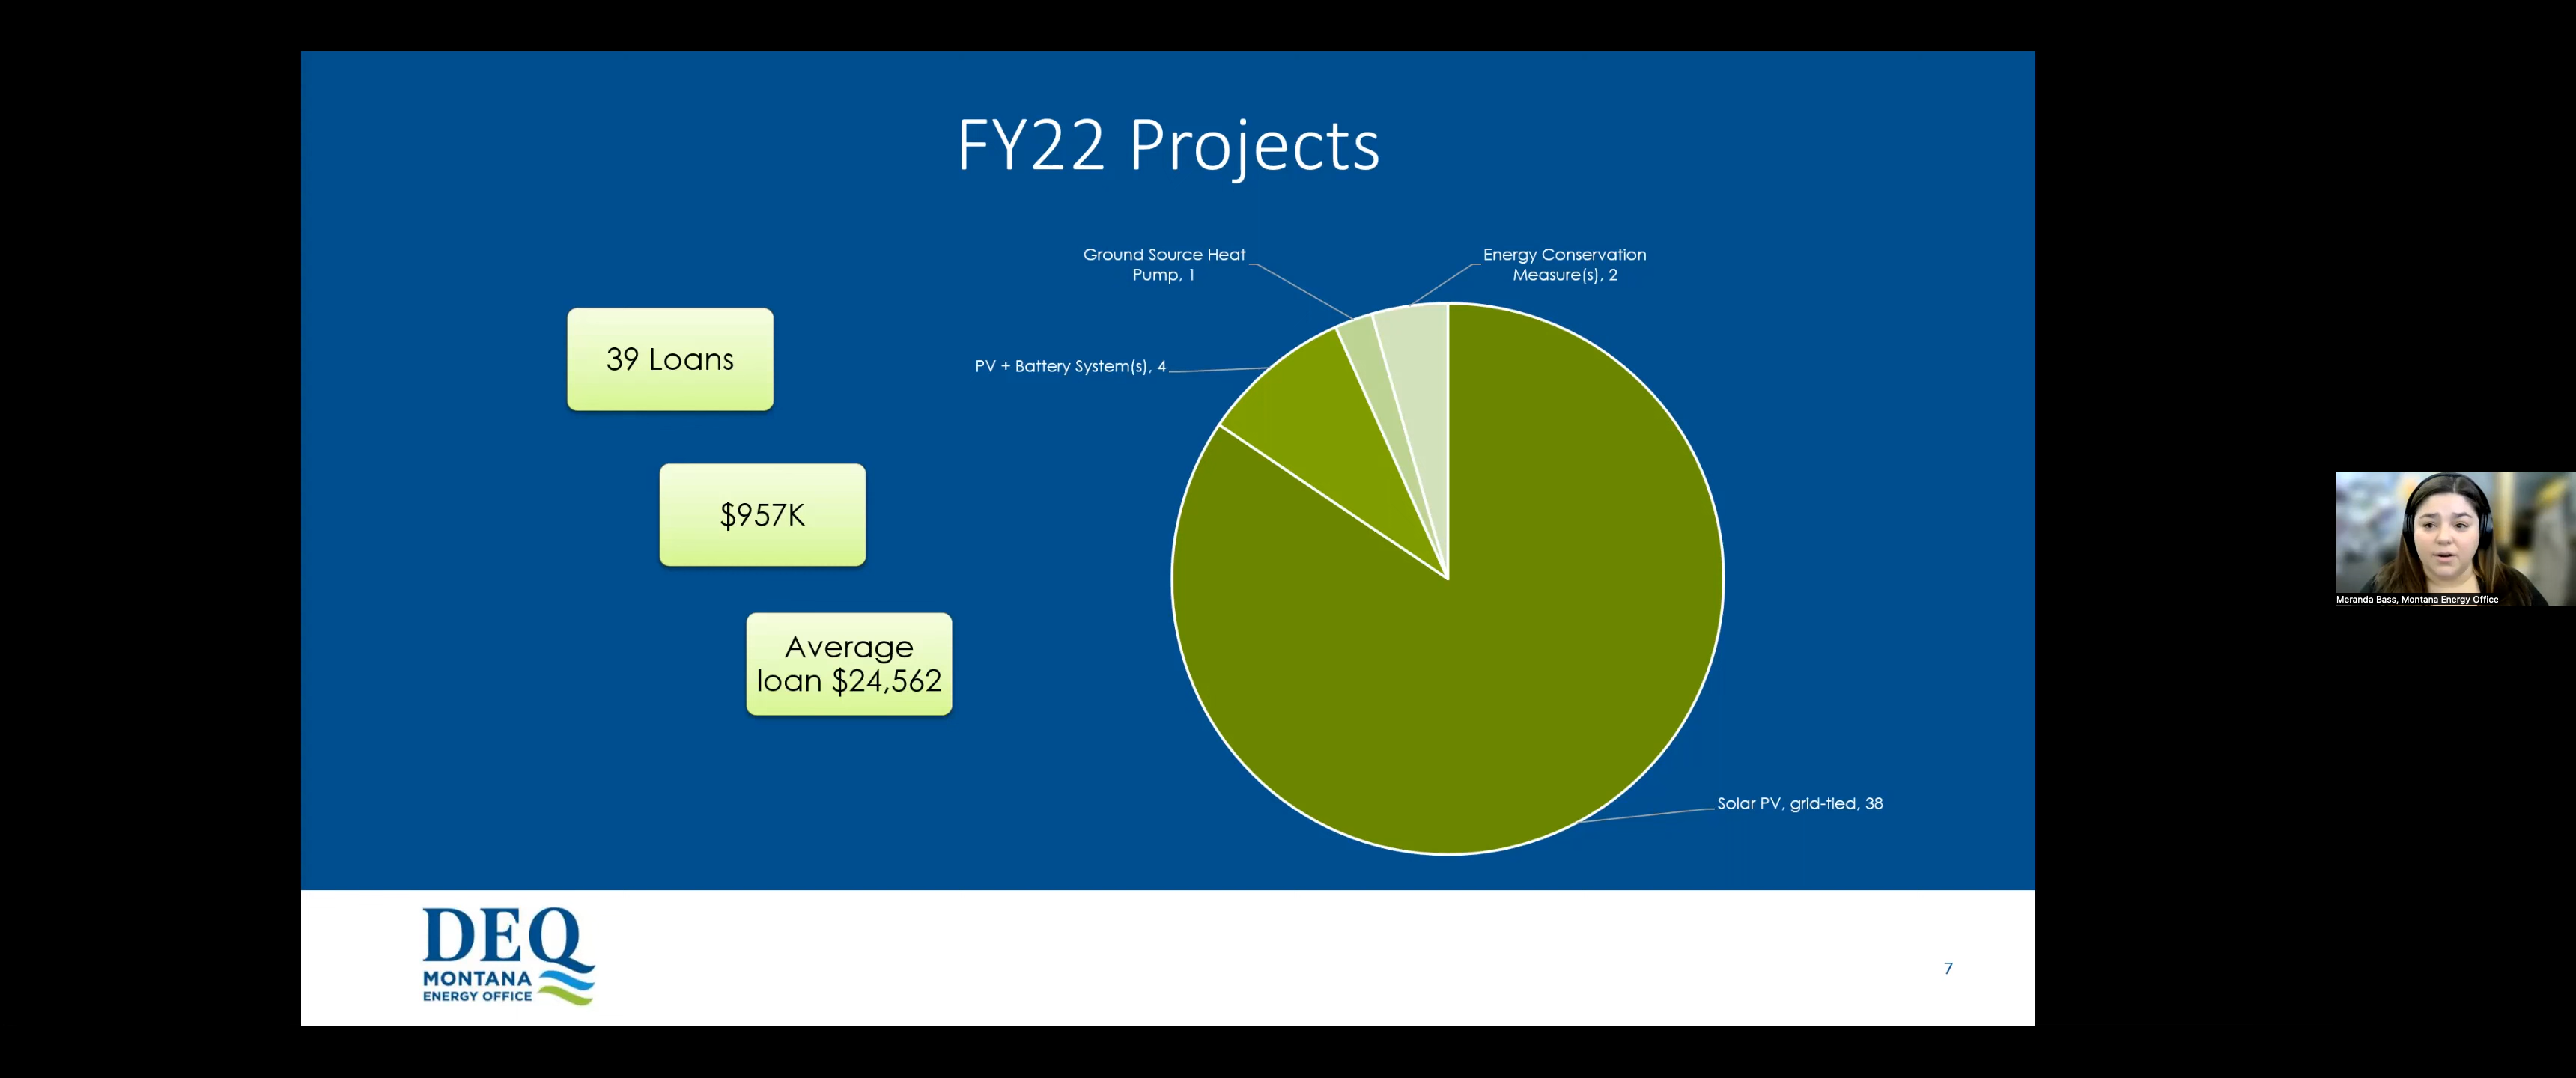 FY22 Projects
39 Loans
$957K
Average
loan $24,562
Ground Source Heat
Pump, 1
Energy Conservation
Measure(s), 2
PV + Battery System(s), 4
Solar PV, grid-tied, 38
DEQ
MONTANA
ENERGY OFFICE
7
Meranda Bass, Montana Energy Office